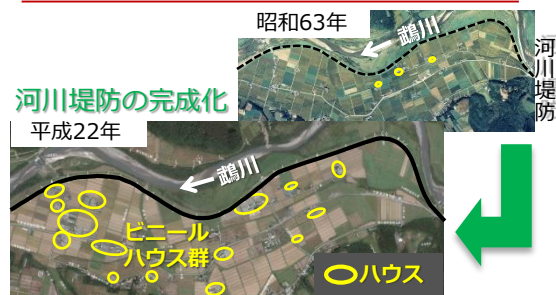 昭和63年
鵡川
河川堤防
河川堤防の完成化
平成22年
鵡川
ビニール
ハウス群
ハウス